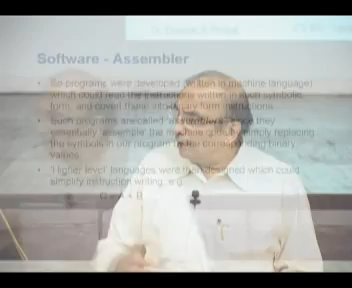 Software - Assembler
• So programs were developed (written in machine language)
which could read the instructions written in such symbolic
form, and covert these into binary form instructions.
• Such programs are called 'assemblers' since they
essentially 'assemble' the machine code by simply replacing
the symbols in our program by the corresponding binary
values
• 'Higher level' languages were then designed which could
simplify instruction writing, e.g.